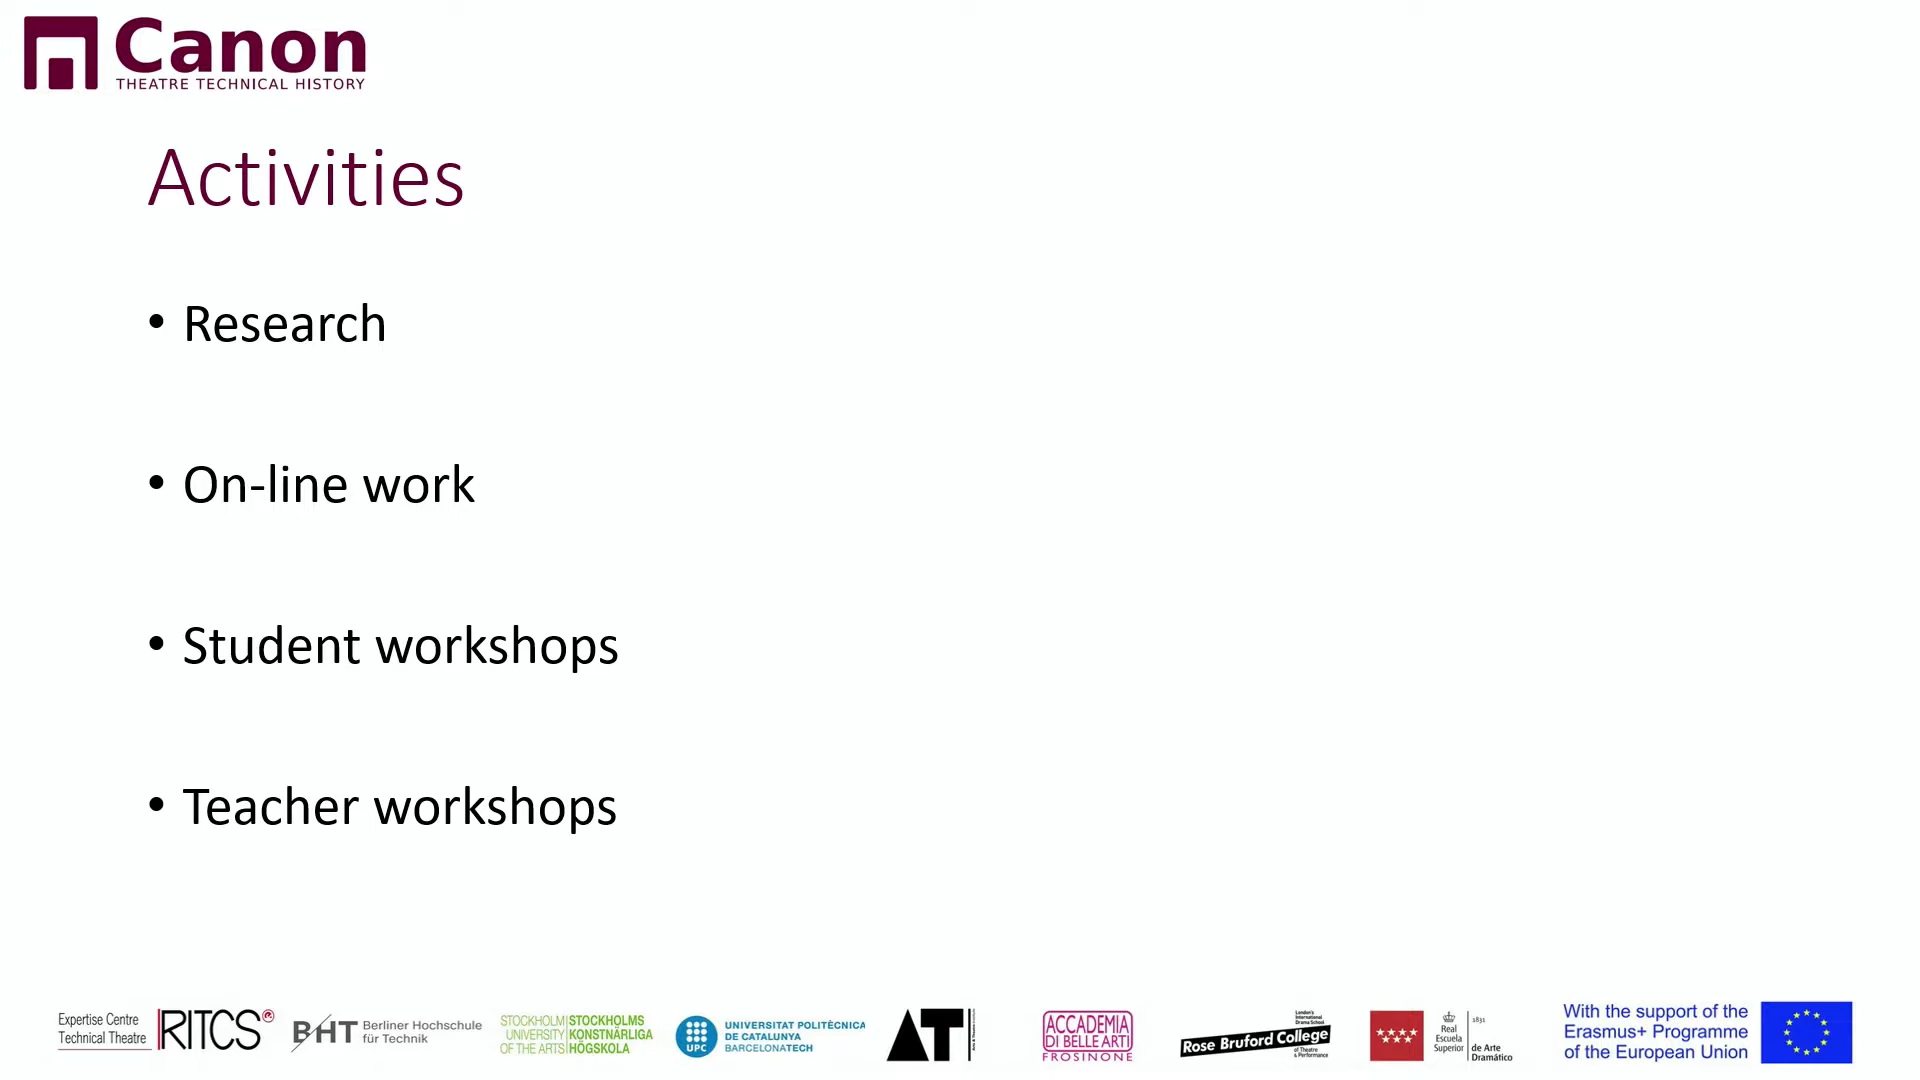 Canon
THEATRE TECHNICAL HISTORY
Activities
• Research
• On-line work
• Student workshops
• Teacher workshops
Expertise Centre
Technical Theatre
RITCS
BHT
Berliner Hochschule
für Technik
STOCKHOLM
UNIVERSITY
OF THE ARTS
STOCKHOLMS
KONSTNÄRLIGA
HÖGSKOLA
UPC
UNIVERSITAT POLITÈCNICA
DE CATALUNYA
BARCELONATECH
AT
ACCADEMIA
DI BELLE ARTI
FROSINONE
London's
International
Drama School
Rose Bruford College
of Theatre
& Performance
Real
Escuela
Superior
1831
de Arte
Dramático
With the support of the
Erasmus+ Programme
of the European Union